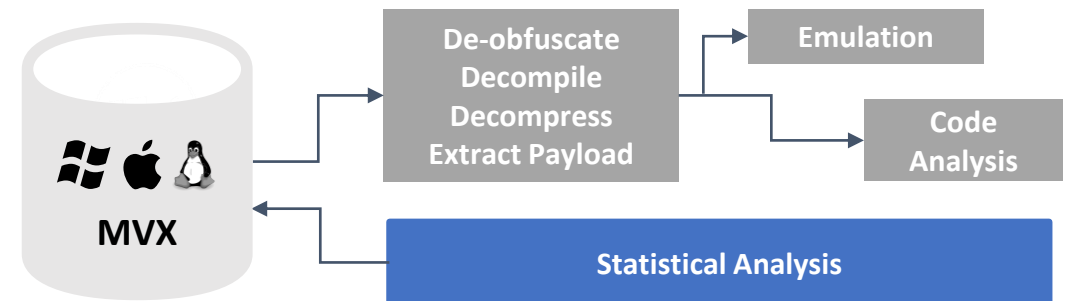 De-obfuscate
Decompile
Decompress
Extract Payload
Emulation
Code
Analysis
MVX
Statistical Analysis